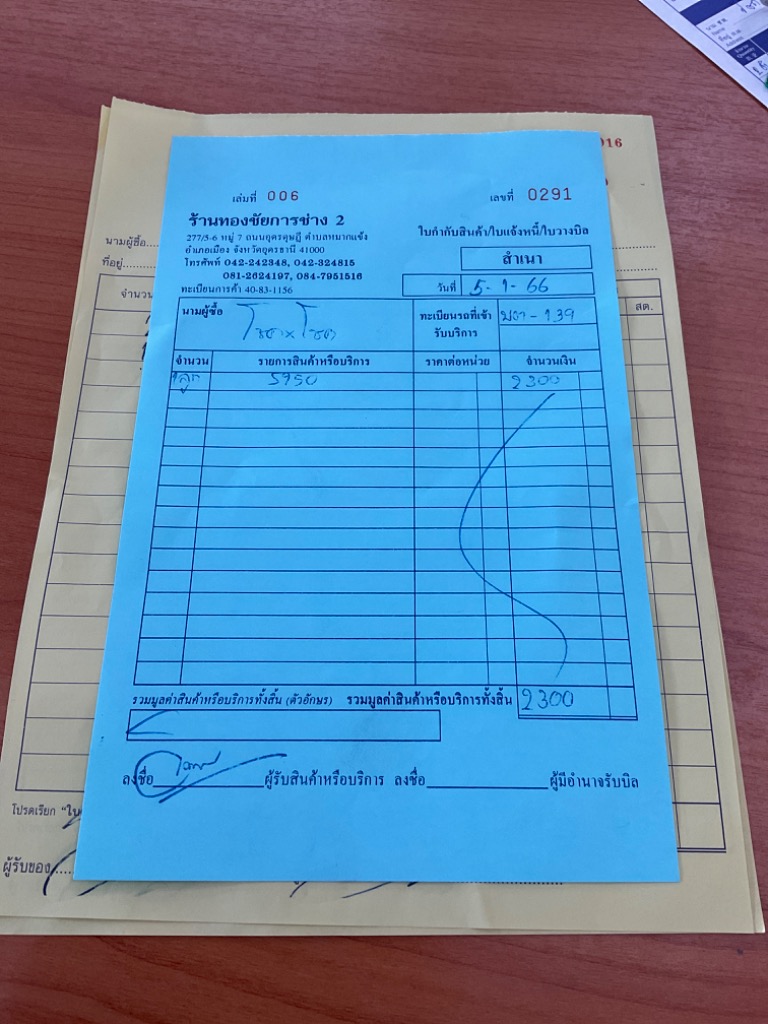 เล่มที่ 006
เลขที่ 0291
ร้านทองชัยการช่าง 2
277/5-6 หมู่ 7 ถนนอุดรดุษฎี ตำบลหมากแข้ง
อำเภอเมือง จังหวัดอุดรธานี 41000
โทรศัพท์ 042-242348, 042-324815
081-2624197, 084-7951516
ทะเบียนการค้า 40-83-1156
ใบกำกับสินค้า/ใบแจ้งหนี้/ใบวางบิล
สำเนา
วันที่ 5-1-66
นามผู้ซื้อ
ทะเบียนรถที่เข้า
รับบริการ
139
จำนวน รายการสินค้าหรือบริการ ราคาต่อหน่วย จำนวนเงิน
1 ลูก 5950 2300
รวมมูลค่าสินค้าหรือบริการทั้งสิ้น (ตัวอักษร) รวมมูลค่าสินค้าหรือบริการทั้งสิ้น 2300
ลงชื่อ ผู้รับสินค้าหรือบริการ ลงชื่อ ผู้มีอำนาจรับบิล
นามผู้ซื้อ
ที่อยู่
จำนวน
สต.
โปรดเรียก "ใบ
ผู้รับของ